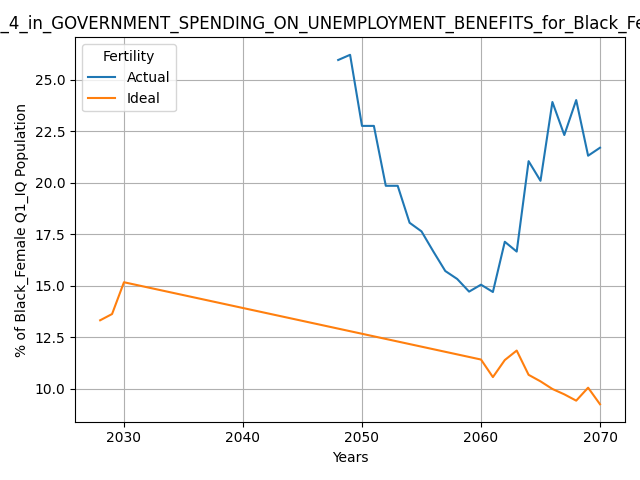 _4_in_GOVERNMENT_SPENDING_ON_UNEMPLOYMENT_BENEFITS_for_Black_Fe
Fertility
Actual
Ideal
% of Black_Female Q1_IQ Population
25.0
22.5
20.0
17.5
15.0
12.5
10.0
2030 2040 2050 2060 2070
Years